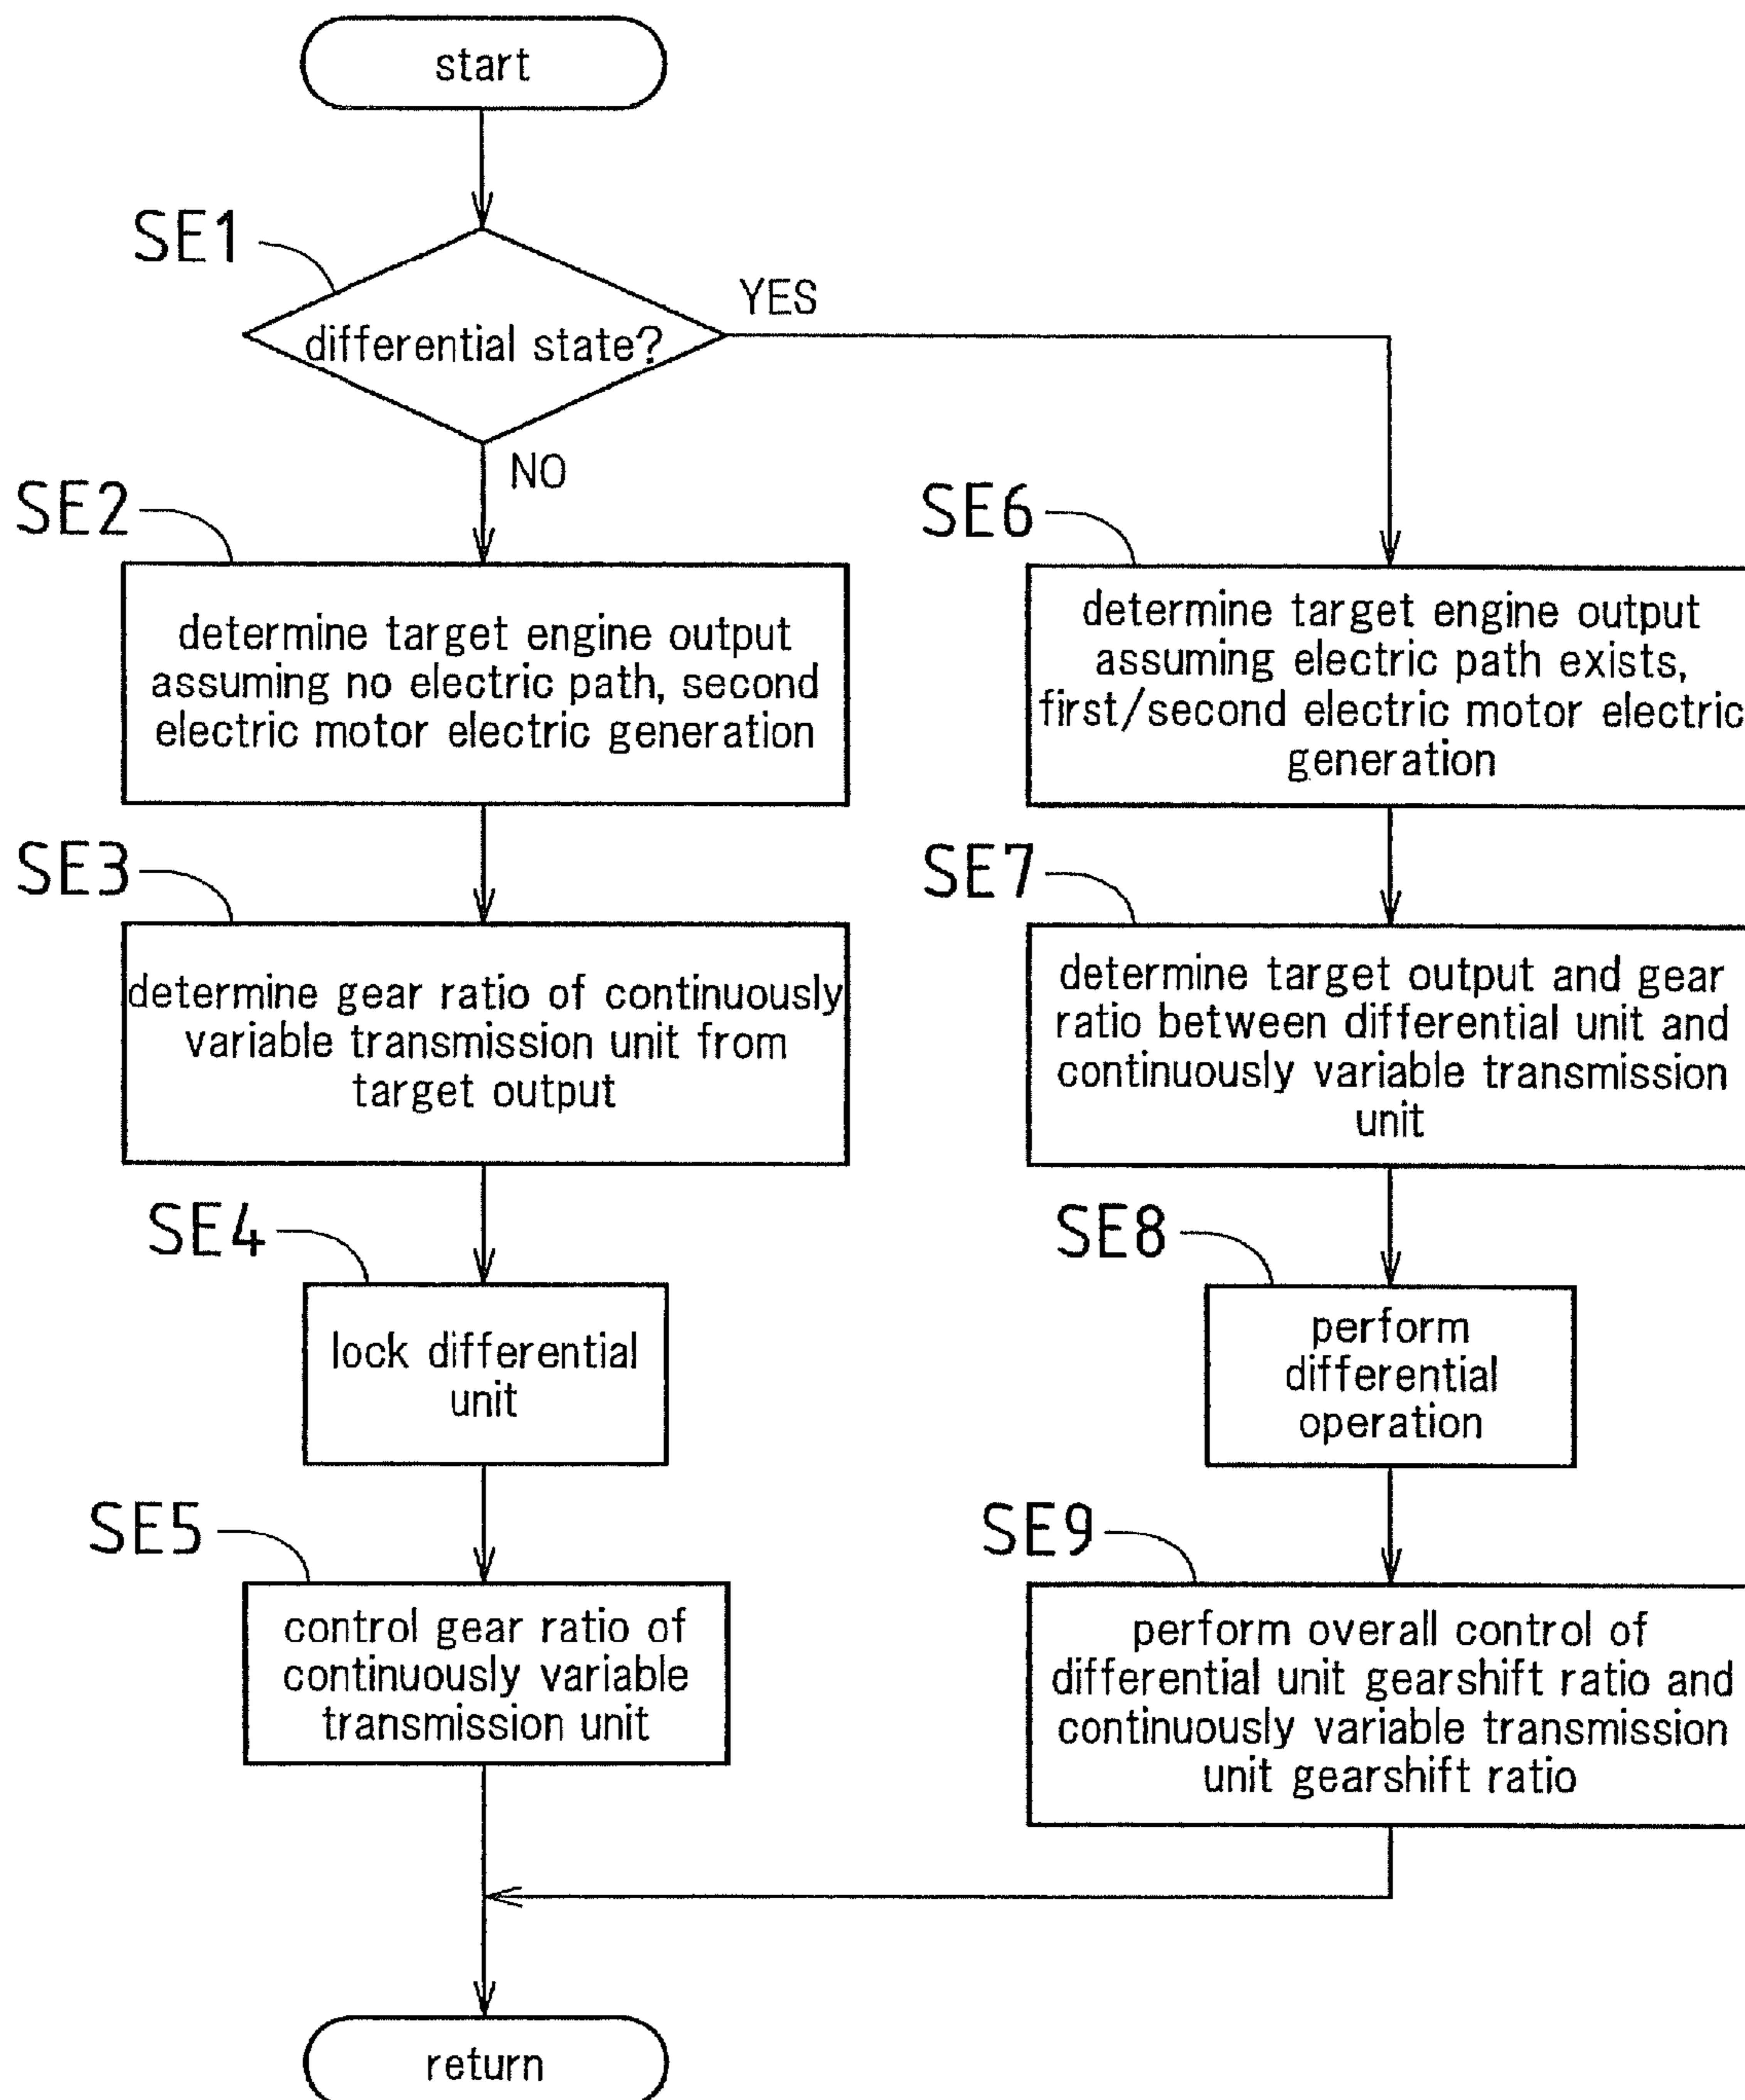 start
SE1
differential state?
YES
NO
SE2
determine target engine output
assuming no electric path, second
electric motor electric generation
SE3
determine gear ratio of continuously
variable transmission unit from
target output
SE4
lock differential
unit
SE5
control gear ratio of
continuously variable
transmission unit
SE6
determine target engine output
assuming electric path exists,
first/second electric motor electric
generation
SE7
determine target output and gear
ratio between differential unit and
continuously variable transmission
unit
SE8
perform
differential
operation
SE9
perform overall control of
differential unit gearshift ratio and
continuously variable transmission
unit gearshift ratio
return